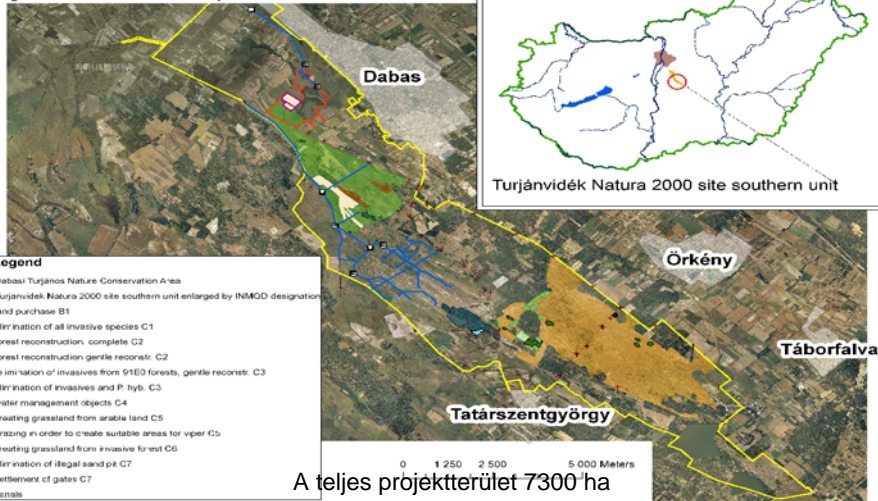 Dabas
Turjánvidék Natura 2000 site southern unit
Örkény
Táborfalva
Tatárszentgyörgy
egend
Dabasi Turjános Nature Conservation Area
Turjanvidek Natura 2000 site southern unit enlarged by INMOD designation
and purchase B1
limination of all invasive species C1
orest reconstruction, complete C2
orest reconstruction gentle reconstr. C2
e imination of invasives from 91E0 forests, gentle reconstr. C3
limination of invasives and P. hyb. C3
ater management objects C4
reating grassland from arable land C5
razing in order to create suitable areas for viper C5
reating grassland from invasive forest C6
limination of illegal sand pit C7
ettlement of gates C7
anals
0 1 250 2 500 5 000 Meters
A teljes projektterület 7300 ha